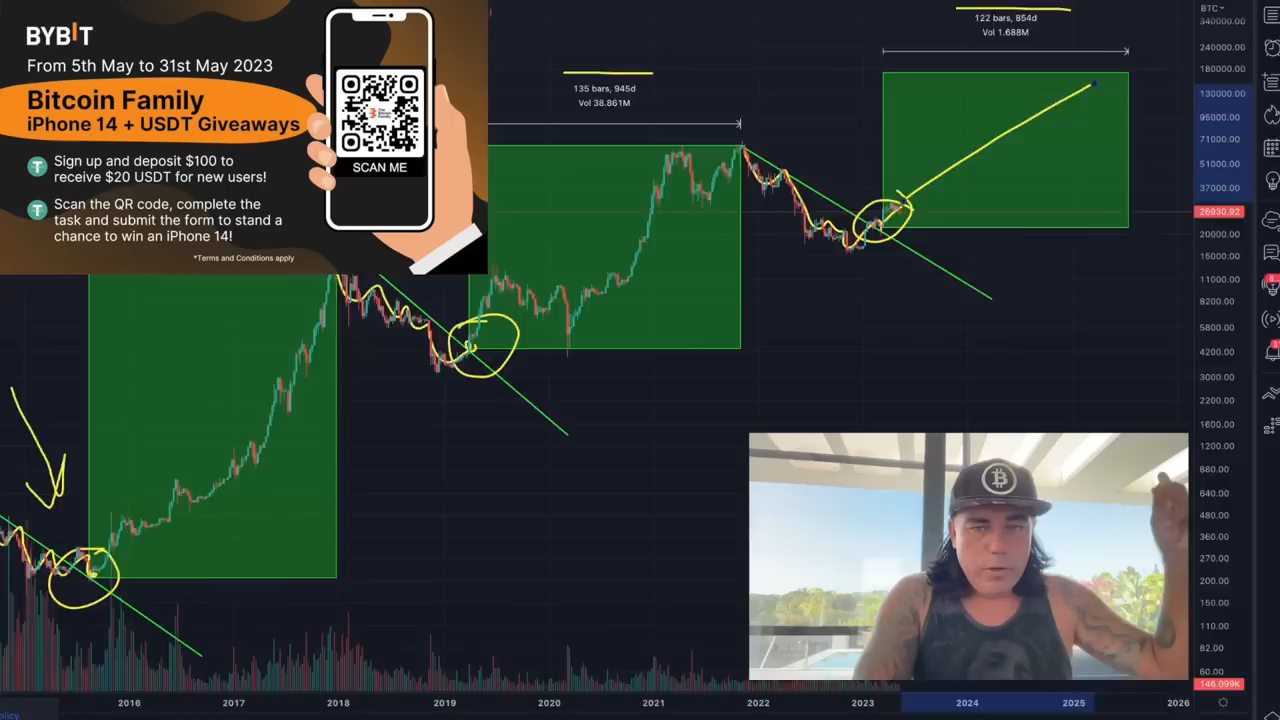 BYBIT
From 5th May to 31st May 2023
Bitcoin Family
iPhone 14 + USDT Giveaways
T Sign up and deposit $100 to
receive $20 USDT for new users!
T Scan the QR code, complete the
task and submit the form to stand a
chance to win an iPhone 14!
*Terms and Conditions apply
SCAN ME
135 bars, 945d
Vol 38.861M
122 bars, 854d
Vol 1.688M
BTC
340000.00
240000.00
180000.00
130000.00
95000.00
71000.00
51000.00
37000.00
26930.92
20000.00
15000.00
11000.00
8200.00
5800.00
4200.00
3000.00
2200.00
1600.00
1200.00
880.00
640.00
480.00
360.00
270.00
200.00
150.00
110.00
82.00
60.00
146.099K
2016 2017 2018 2019 2020 2021 2022 2023 2024 2025 2026